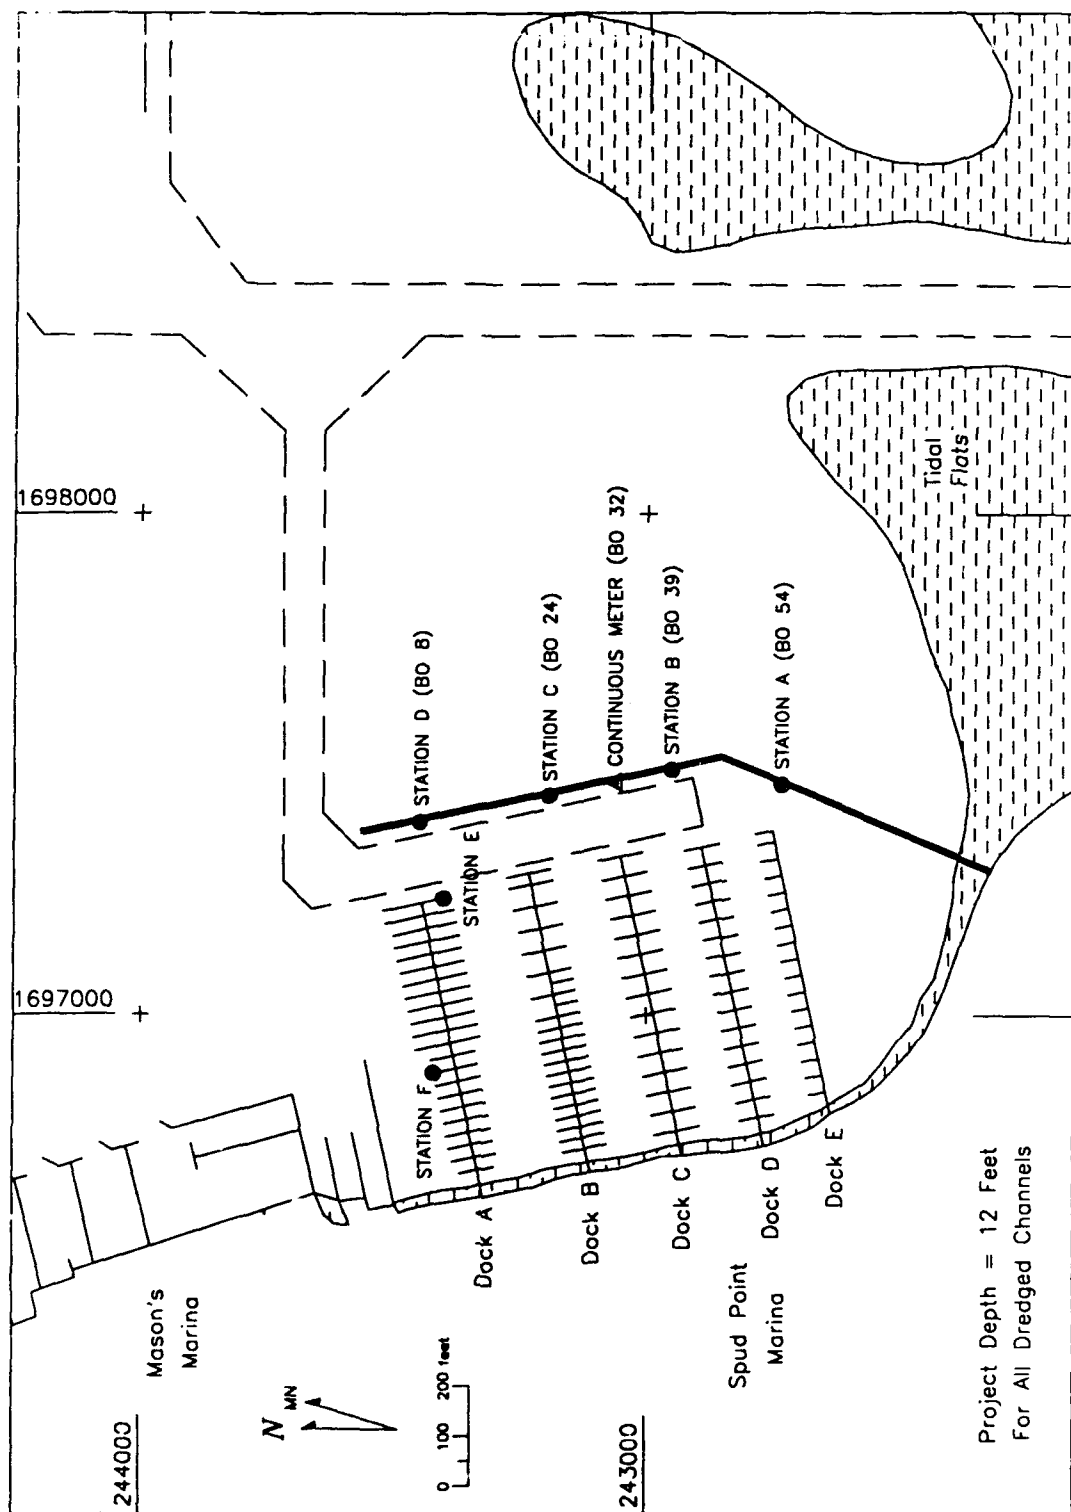 1698000
1697000
244000
243000
STATION D (BO 8)
STATION C (BO 24)
CONTINUOUS METER (BO 32)
STATION B (BO 39)
STATION A (BO 54)
STATION E
STATION F
Tidal
Flats
Dock A
Dock B
Dock C
Dock D
Dock E
Mason's
Marina
Spud Point
Marina
N
MN
0 100 200 feet
Project Depth = 12 Feet
For All Dredged Channels